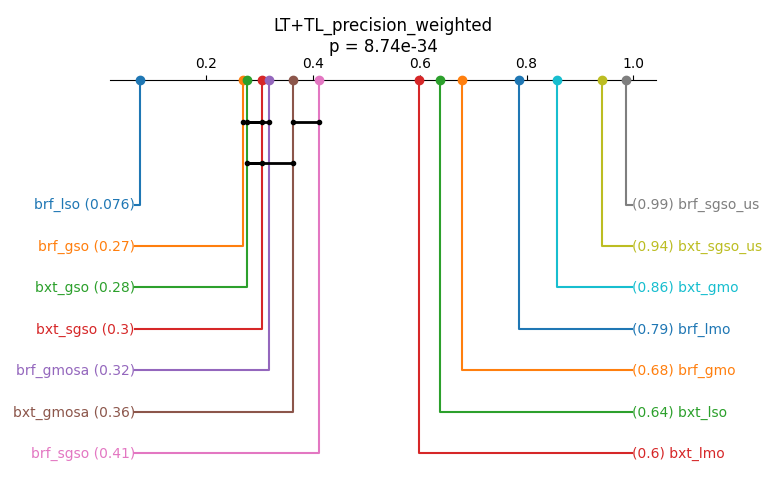 LT+TL_precision_weighted
p = 8.74e-34
0.2 0.4 0.6 0.8 1.0
brf_lso (0.076) (0.99) brf_sgso_us
brf_gso (0.27) (0.94) bxt_sgso_us
bxt_gso (0.28) (0.86) bxt_gmo
bxt_sgso (0.3) (0.79) brf_lmo
brf_gmosa (0.32) (0.68) brf_gmo
bxt_gmosa (0.36) (0.64) bxt_lso
brf_sgso (0.41) (0.6) bxt_lmo